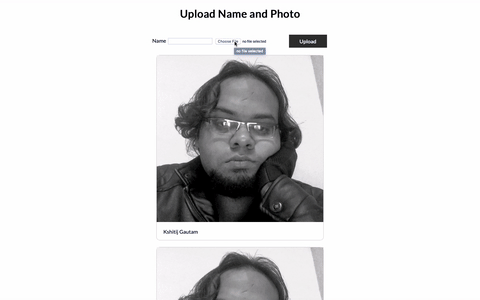 Upload Name and Photo
Name Choose File no file selected Upload
no file selected
Kshitij Gautam